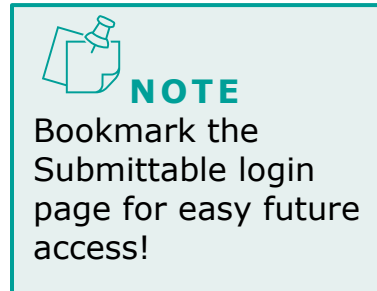 NOTE
Bookmark the
Submittable login
page for easy future
access!